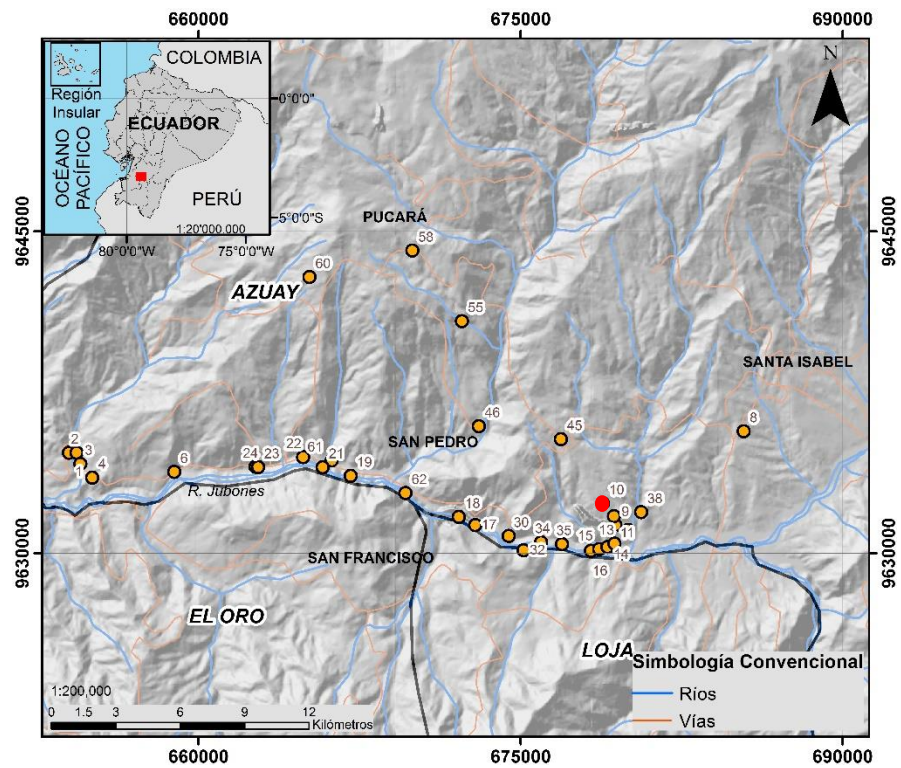 660000 675000 690000
COLOMBIA
Región
Insular
0°0'0"
ECUADOR
OCÉANO
PACÍFICO
PERÚ
1:20'000,000
5°0'0"S
80°0'0"W 75°0'0"W
N
PUCARÁ
9645000 9645000
58
60
AZUAY
55
SANTA ISABEL
8
46
45
SAN PEDRO
2
3
1
4
6
24 23
22 61 21
19
R. Jubones
62
18
17
30
34
32
35
15
16
10
9
13 11
14
38
9630000 9630000
SAN FRANCISCO
EL ORO
LOJA
Simbología Convencional
Ríos
Vías
1:200,000
0 1.5 3 6 9 12
Kilómetros
660000 675000 690000